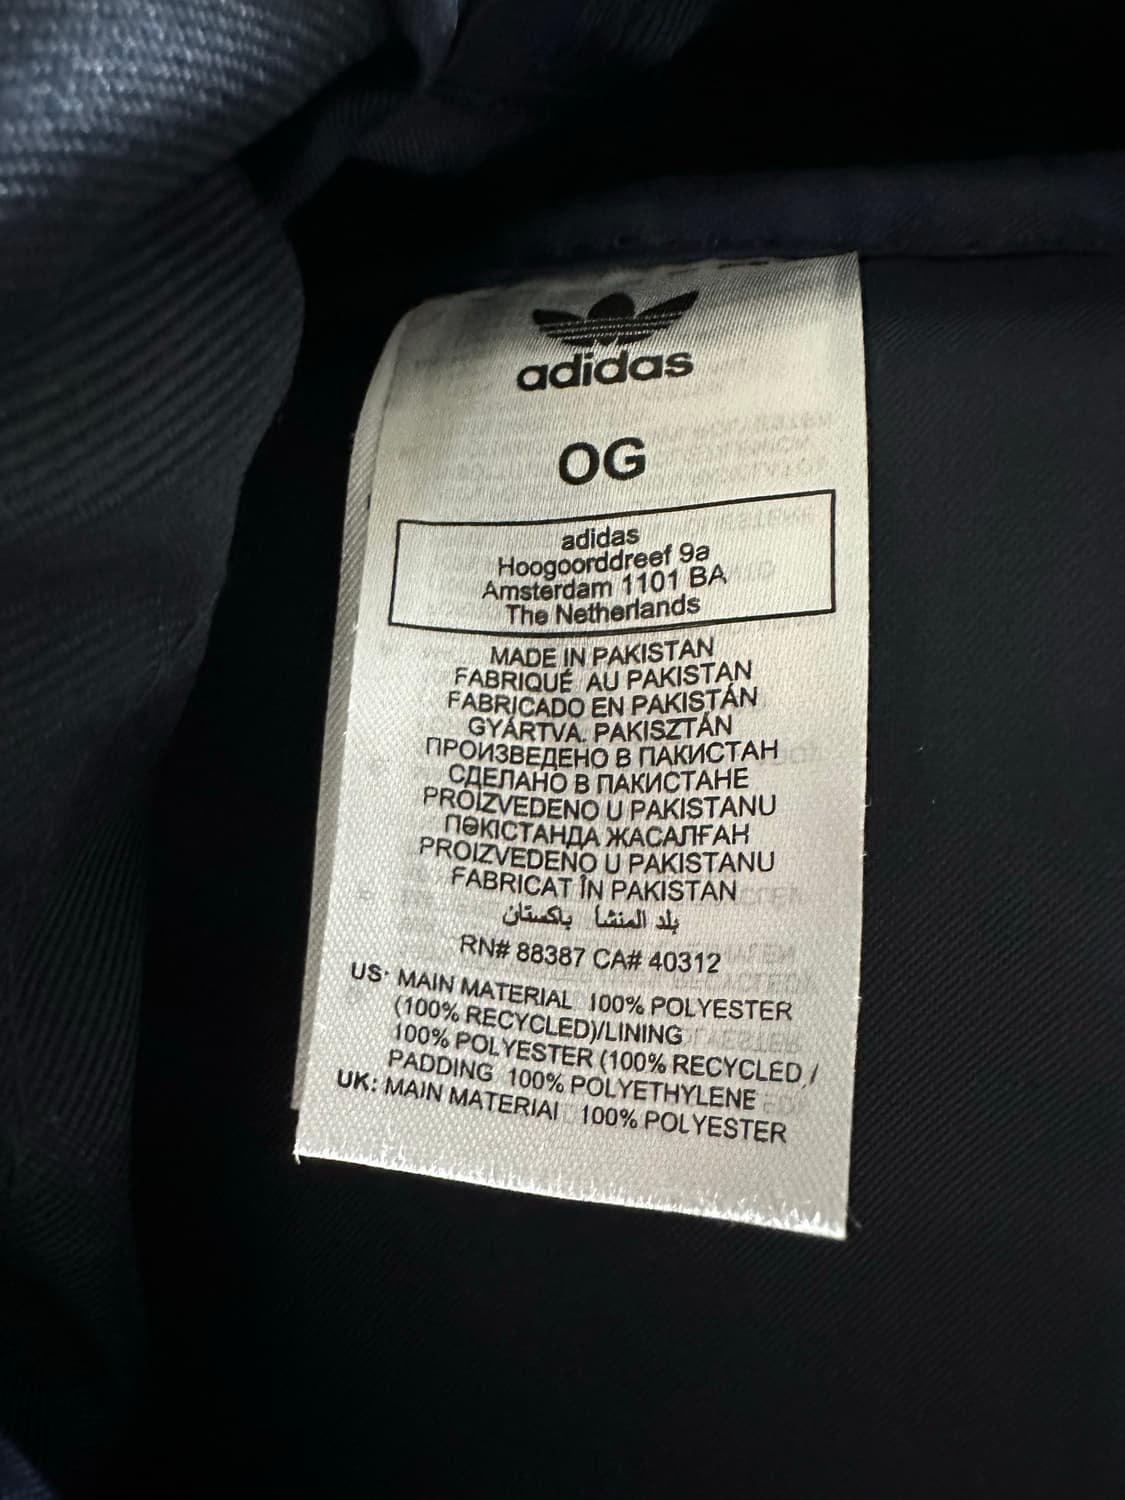 adidas
OG
adidas
Hoogoorddreef 9a
Amsterdam 1101 BA
The Netherlands
MADE IN PAKISTAN
FABRIQUÉ AU PAKISTAN
FABRICADO EN PAKISTÁN
GYÁRTVA. PAKISZTÁN
ПРОИЗВЕДЕНО В ПАКИСТАН
СДЕЛАНО В ПАКИСТАНЕ
PROIZVEDENO U PAKISTANU
ПӘКІСТАНДА ЖАСАЛҒАН
PROIZVEDENO U PAKISTANU
FABRICAT ÎN PAKISTAN
بلد المنشأ باكستان
RN# 88387 CA# 40312
US: MAIN MATERIAL 100% POLYESTER
(100% RECYCLED)/LINING
100% POLYESTER (100% RECYCLED)/
PADDING 100% POLYETHYLENE
UK: MAIN MATERIAL 100% POLYESTER